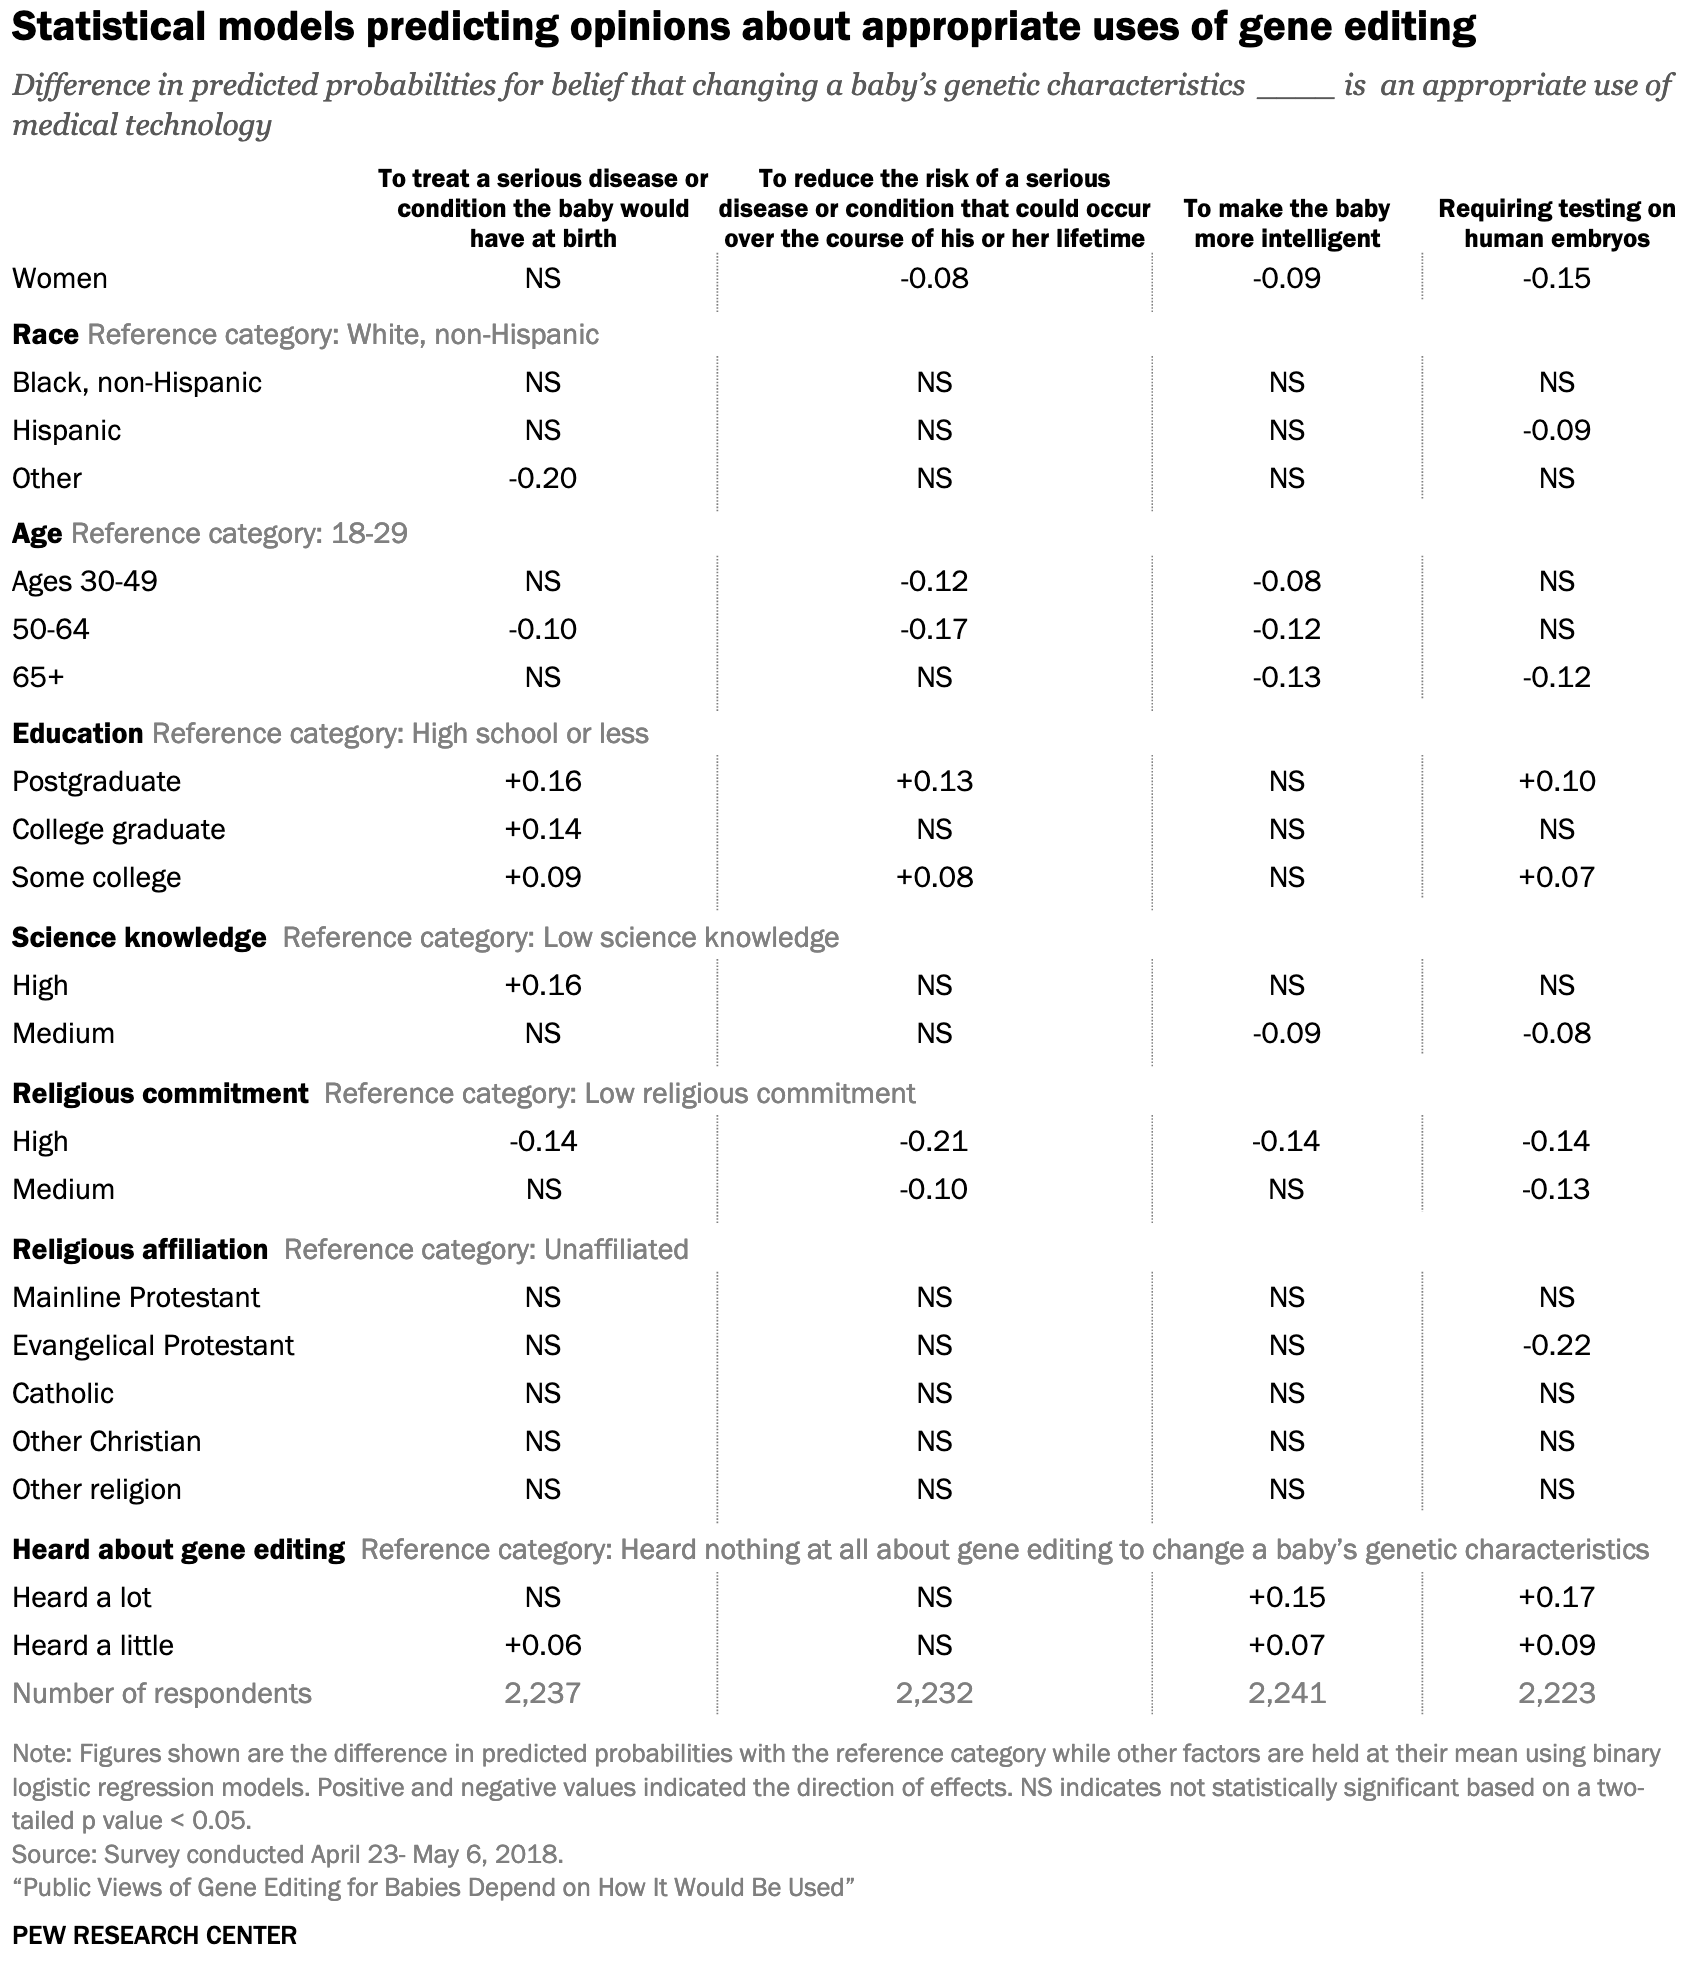 Statistical models predicting opinions about appropriate uses of gene editing
Difference in predicted probabilities for belief that changing a baby’s genetic characteristics ____ is an appropriate use of
medical technology
To treat a serious disease or condition the baby would have at birth
To reduce the risk of a serious disease or condition that could occur over the course of his or her lifetime
To make the baby more intelligent
Requiring testing on human embryos
Women NS -0.08 -0.09 -0.15
Race Reference category: White, non-Hispanic
Black, non-Hispanic NS NS NS NS
Hispanic NS NS NS -0.09
Other -0.20 NS NS NS
Age Reference category: 18-29
Ages 30-49 NS -0.12 -0.08 NS
50-64 -0.10 -0.17 -0.12 NS
65+ NS NS -0.13 -0.12
Education Reference category: High school or less
Postgraduate +0.16 +0.13 NS +0.10
College graduate +0.14 NS NS NS
Some college +0.09 +0.08 NS +0.07
Science knowledge Reference category: Low science knowledge
High +0.16 NS NS NS
Medium NS NS -0.09 -0.08
Religious commitment Reference category: Low religious commitment
High -0.14 -0.21 -0.14 -0.14
Medium NS -0.10 NS -0.13
Religious affiliation Reference category: Unaffiliated
Mainline Protestant NS NS NS NS
Evangelical Protestant NS NS NS -0.22
Catholic NS NS NS NS
Other Christian NS NS NS NS
Other religion NS NS NS NS
Heard about gene editing Reference category: Heard nothing at all about gene editing to change a baby’s genetic characteristics
Heard a lot NS NS +0.15 +0.17
Heard a little +0.06 NS +0.07 +0.09
Number of respondents 2,237 2,232 2,241 2,223
Note: Figures shown are the difference in predicted probabilities with the reference category while other factors are held at their mean using binary
logistic regression models. Positive and negative values indicated the direction of effects. NS indicates not statistically significant based on a two-
tailed p value < 0.05.
Source: Survey conducted April 23- May 6, 2018.
“Public Views of Gene Editing for Babies Depend on How It Would Be Used”
PEW RESEARCH CENTER